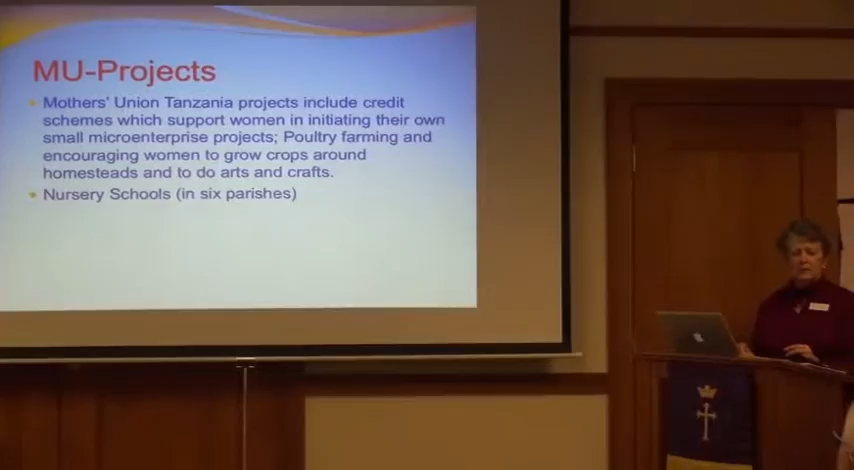 MU-Projects
Mothers' Union Tanzania projects include credit
schemes which support women in initiating their own
small microenterprise projects; Poultry farming and
encouraging women to grow crops around
homesteads and to do arts and crafts.
Nursery Schools (in six parishes)